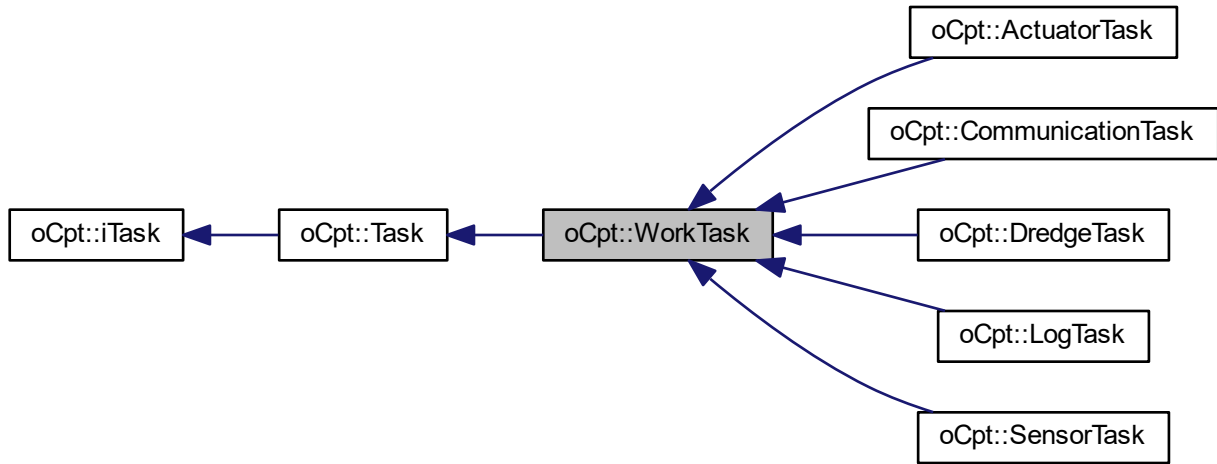 oCpt::iTask
oCpt::Task
oCpt::WorkTask
oCpt::ActuatorTask
oCpt::CommunicationTask
oCpt::DredgeTask
oCpt::LogTask
oCpt::SensorTask